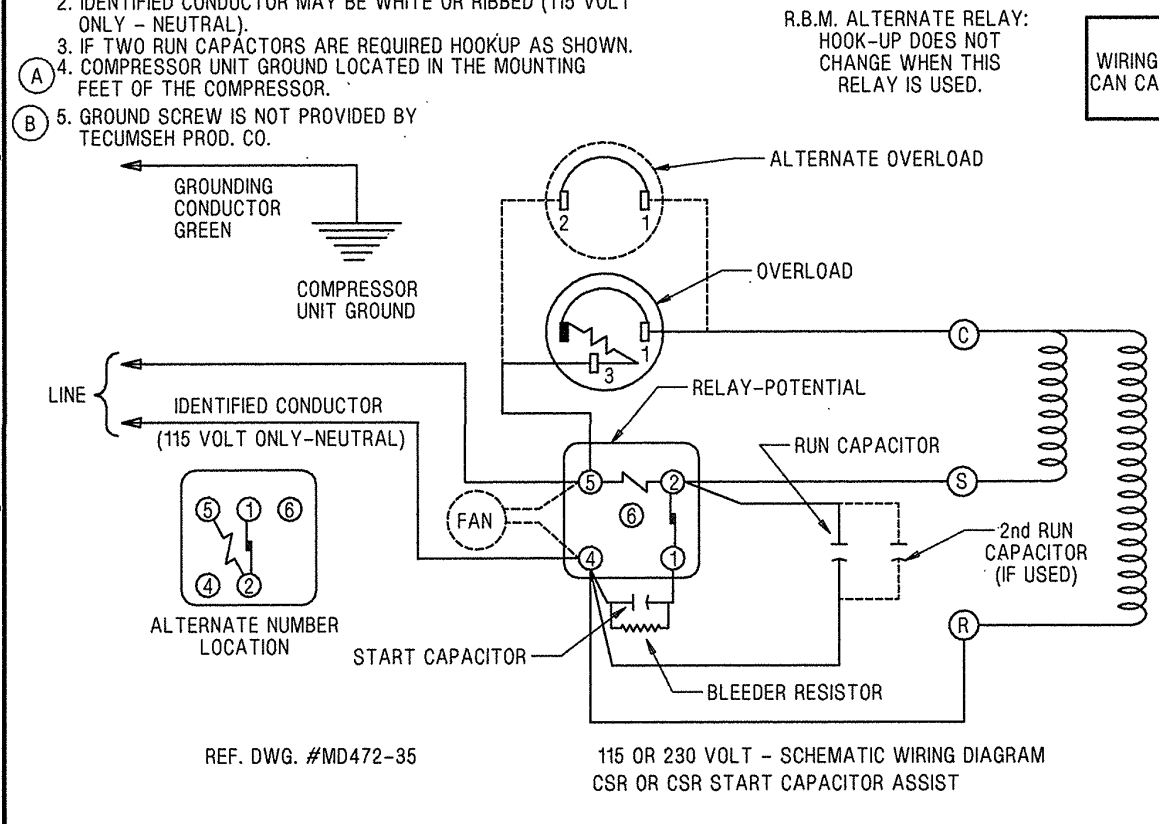 2. IDENTIFIED CONDUCTOR MAY BE WHITE OR RIBBED (115 VOLT
ONLY – NEUTRAL).
3. IF TWO RUN CAPACTORS ARE REQUIRED HOOKUP AS SHOWN.
A 4. COMPRESSOR UNIT GROUND LOCATED IN THE MOUNTING
FEET OF THE COMPRESSOR.
B 5. GROUND SCREW IS NOT PROVIDED BY
TECUMSEH PROD. CO.
R.B.M. ALTERNATE RELAY:
HOOK-UP DOES NOT
CHANGE WHEN THIS
RELAY IS USED.
WIRING
CAN CA
GROUNDING
CONDUCTOR
GREEN
COMPRESSOR
UNIT GROUND
ALTERNATE OVERLOAD
2 1
OVERLOAD
1
3
C
LINE
IDENTIFIED CONDUCTOR
(115 VOLT ONLY-NEUTRAL)
RELAY-POTENTIAL
RUN CAPACITOR
5 2
S
6
4 1
FAN
5 1 6
4 2
ALTERNATE NUMBER
LOCATION
2nd RUN
CAPACITOR
(IF USED)
R
START CAPACITOR
BLEEDER RESISTOR
REF. DWG. #MD472-35
115 OR 230 VOLT – SCHEMATIC WIRING DIAGRAM
CSR OR CSR START CAPACITOR ASSIST